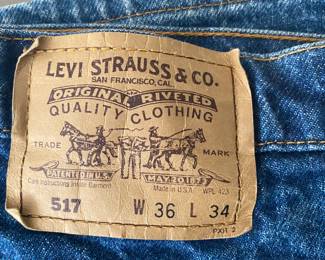 LEVI STRAUSS & CO.
SAN FRANCISCO, CAL.
ORIGINAL RIVETED
QUALITY CLOTHING
TRADE MARK
PATENTED IN U.S. MAY 20 1873
Care Instructions Inside Garment Made in U.S.A. WPL 423
517 W 36 L 34